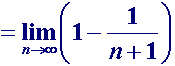 = lim n→∞ (1 − 1/(n+1))